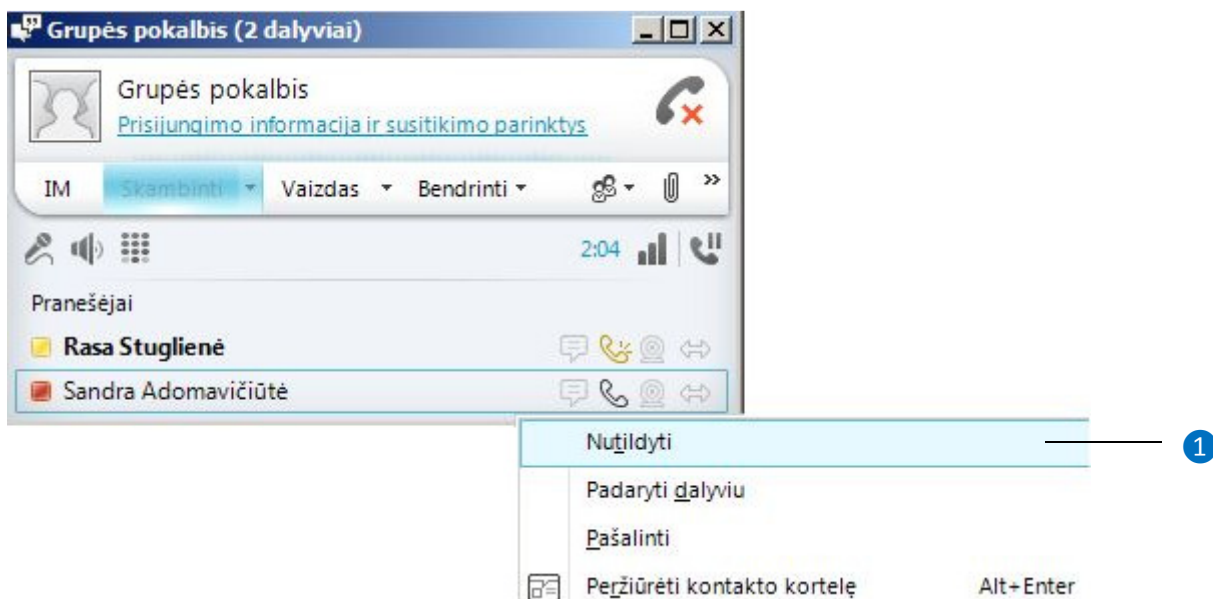 Grupės pokalbis (2 dalyviai)
Grupės pokalbis
Prisijungimo informacija ir susitikimo parinktys
IM Skambinti Vaizdas Bendrinti »
2:04
Pranešėjai
Rasa Stuglienė
Sandra Adomavičiūtė
Nutildyti 1
Padaryti dalyviu
Pašalinti
Peržiūrėti kontakto kortelę Alt+Enter